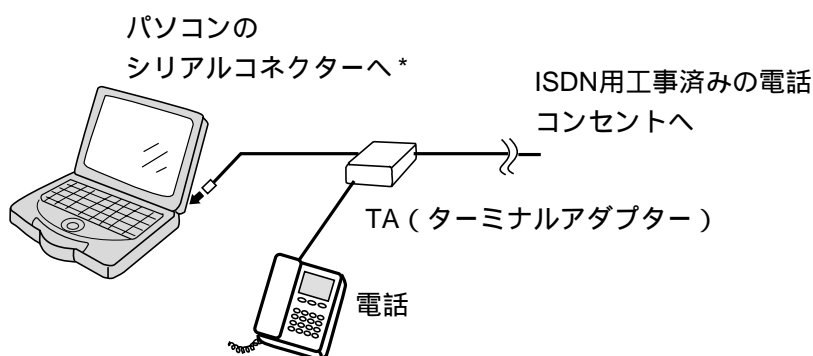 パソコンの
シリアルコネクターへ*
ISDN用工事済みの電話
コンセントへ
TA(ターミナルアダプター)
電話